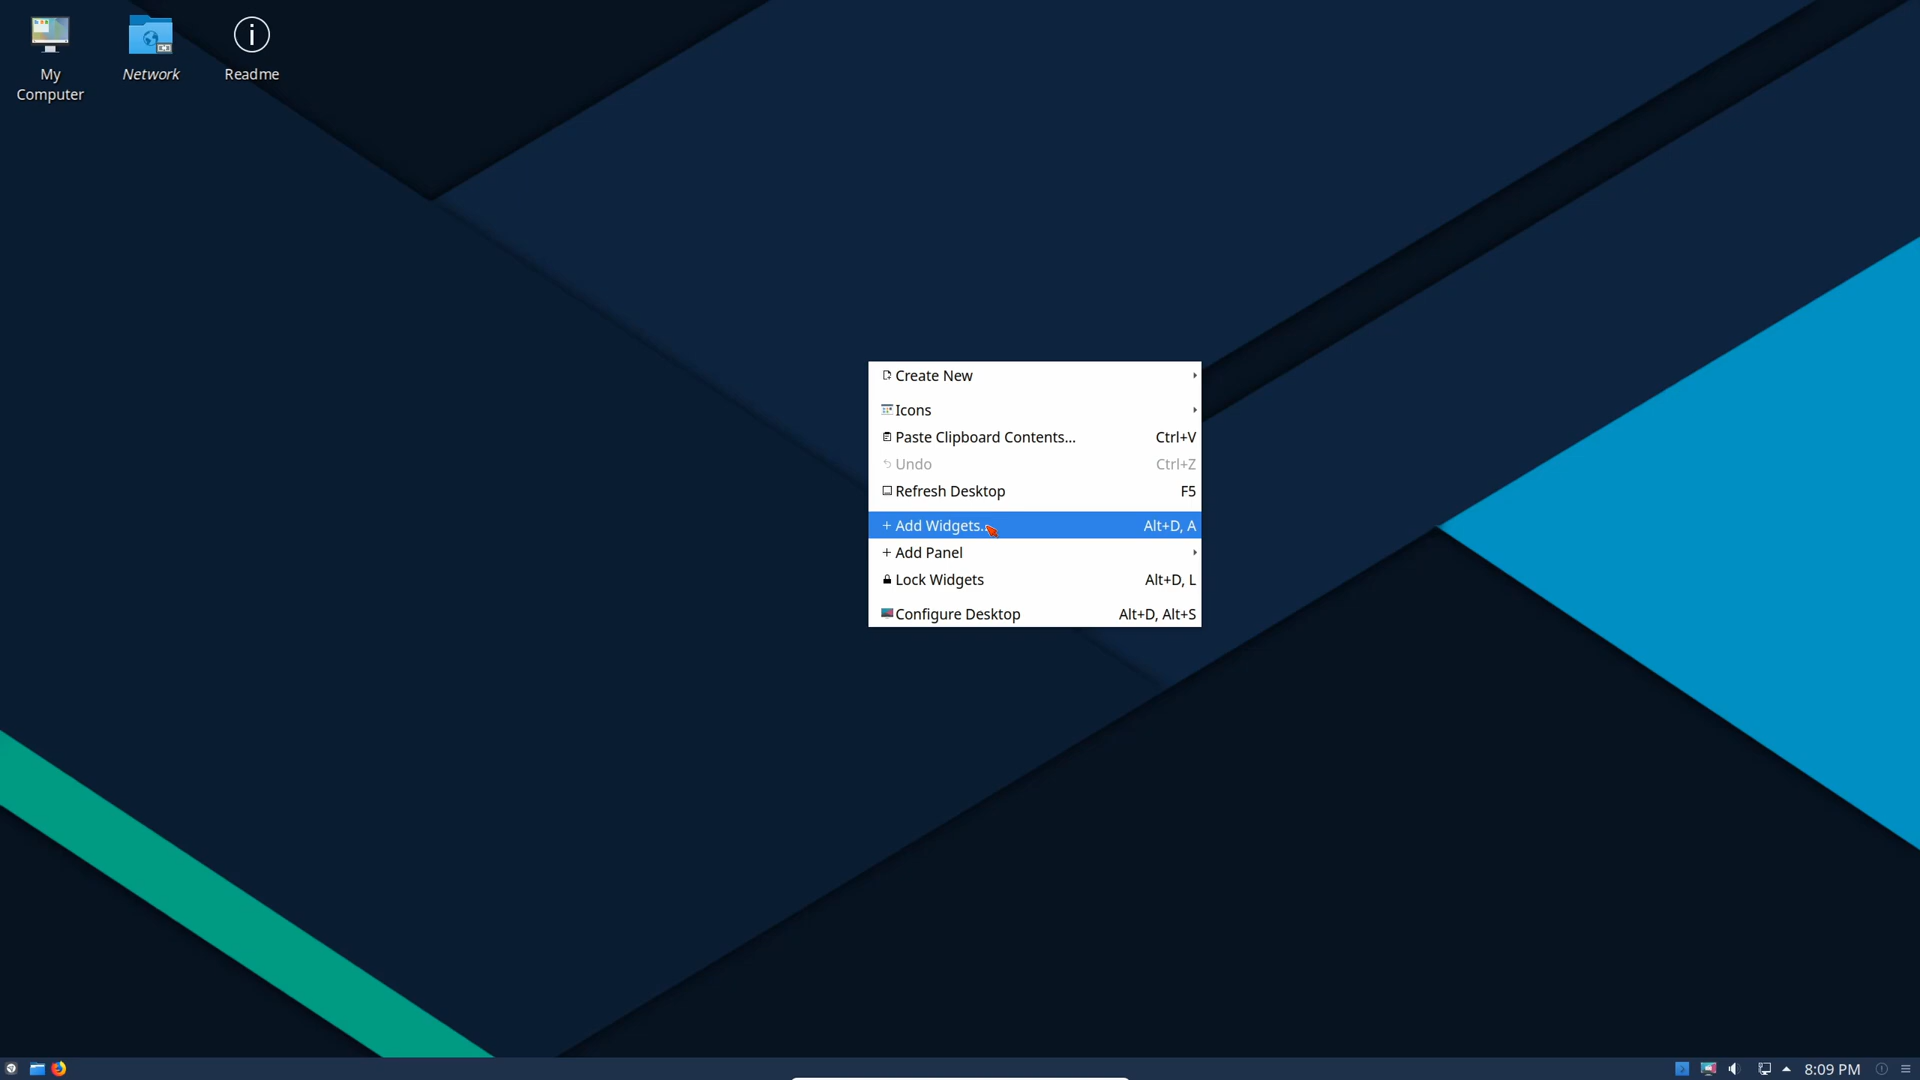 My
Computer
Network
Readme
Create New
Icons
Paste Clipboard Contents... Ctrl+V
Undo Ctrl+Z
Refresh Desktop F5
Add Widgets... Alt+D, A
Add Panel
Lock Widgets Alt+D, L
Configure Desktop Alt+D, Alt+S
8:09 PM